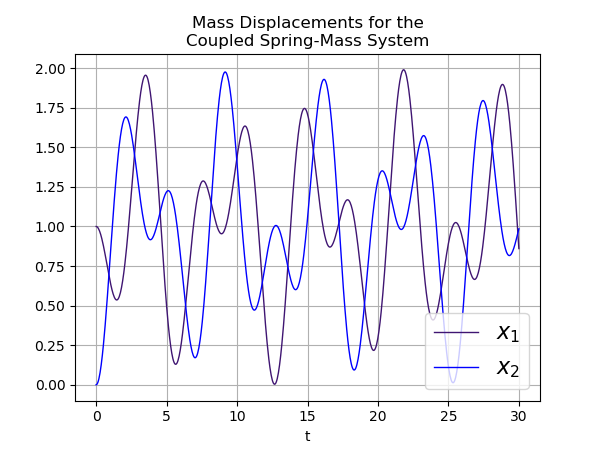 Mass Displacements for the
Coupled Spring-Mass System
2.00
1.75
1.50
1.25
1.00
0.75
0.50
0.25
0.00
x₁
x₂
0 5 10 15 20 25 30
t